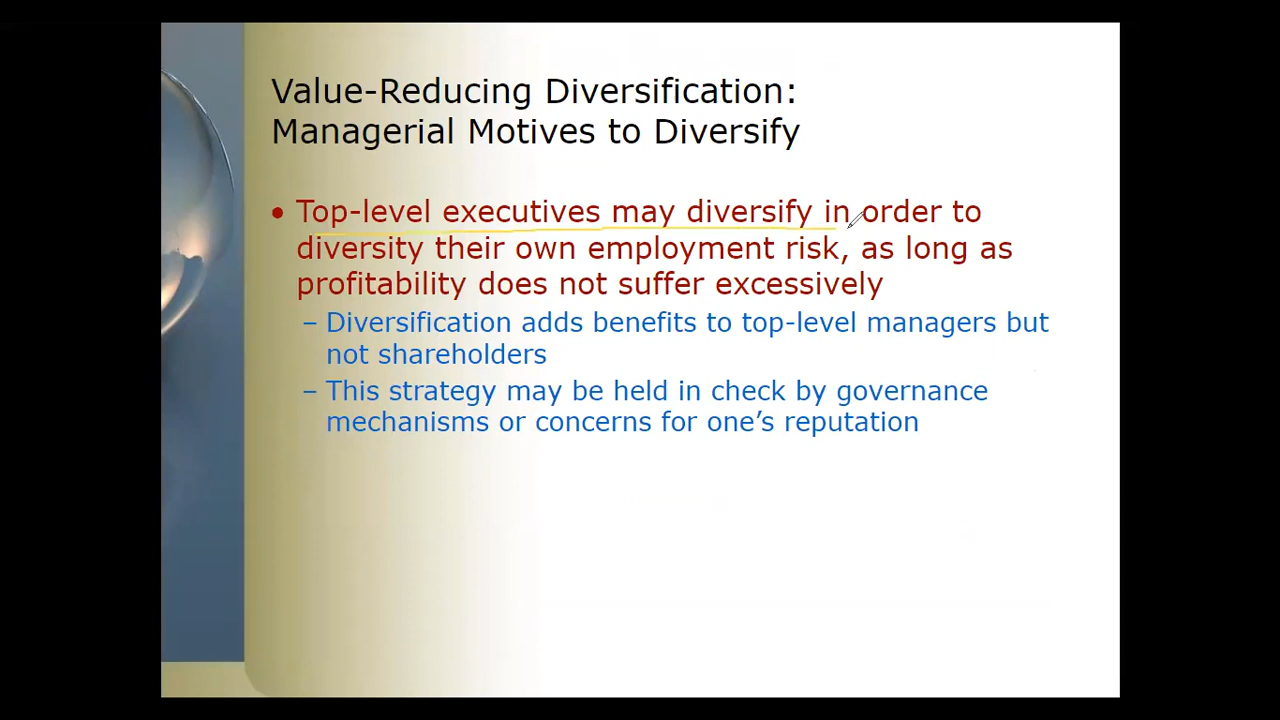 Value-Reducing Diversification:
Managerial Motives to Diversify
• Top-level executives may diversify in order to
diversity their own employment risk, as long as
profitability does not suffer excessively
– Diversification adds benefits to top-level managers but
not shareholders
– This strategy may be held in check by governance
mechanisms or concerns for one’s reputation